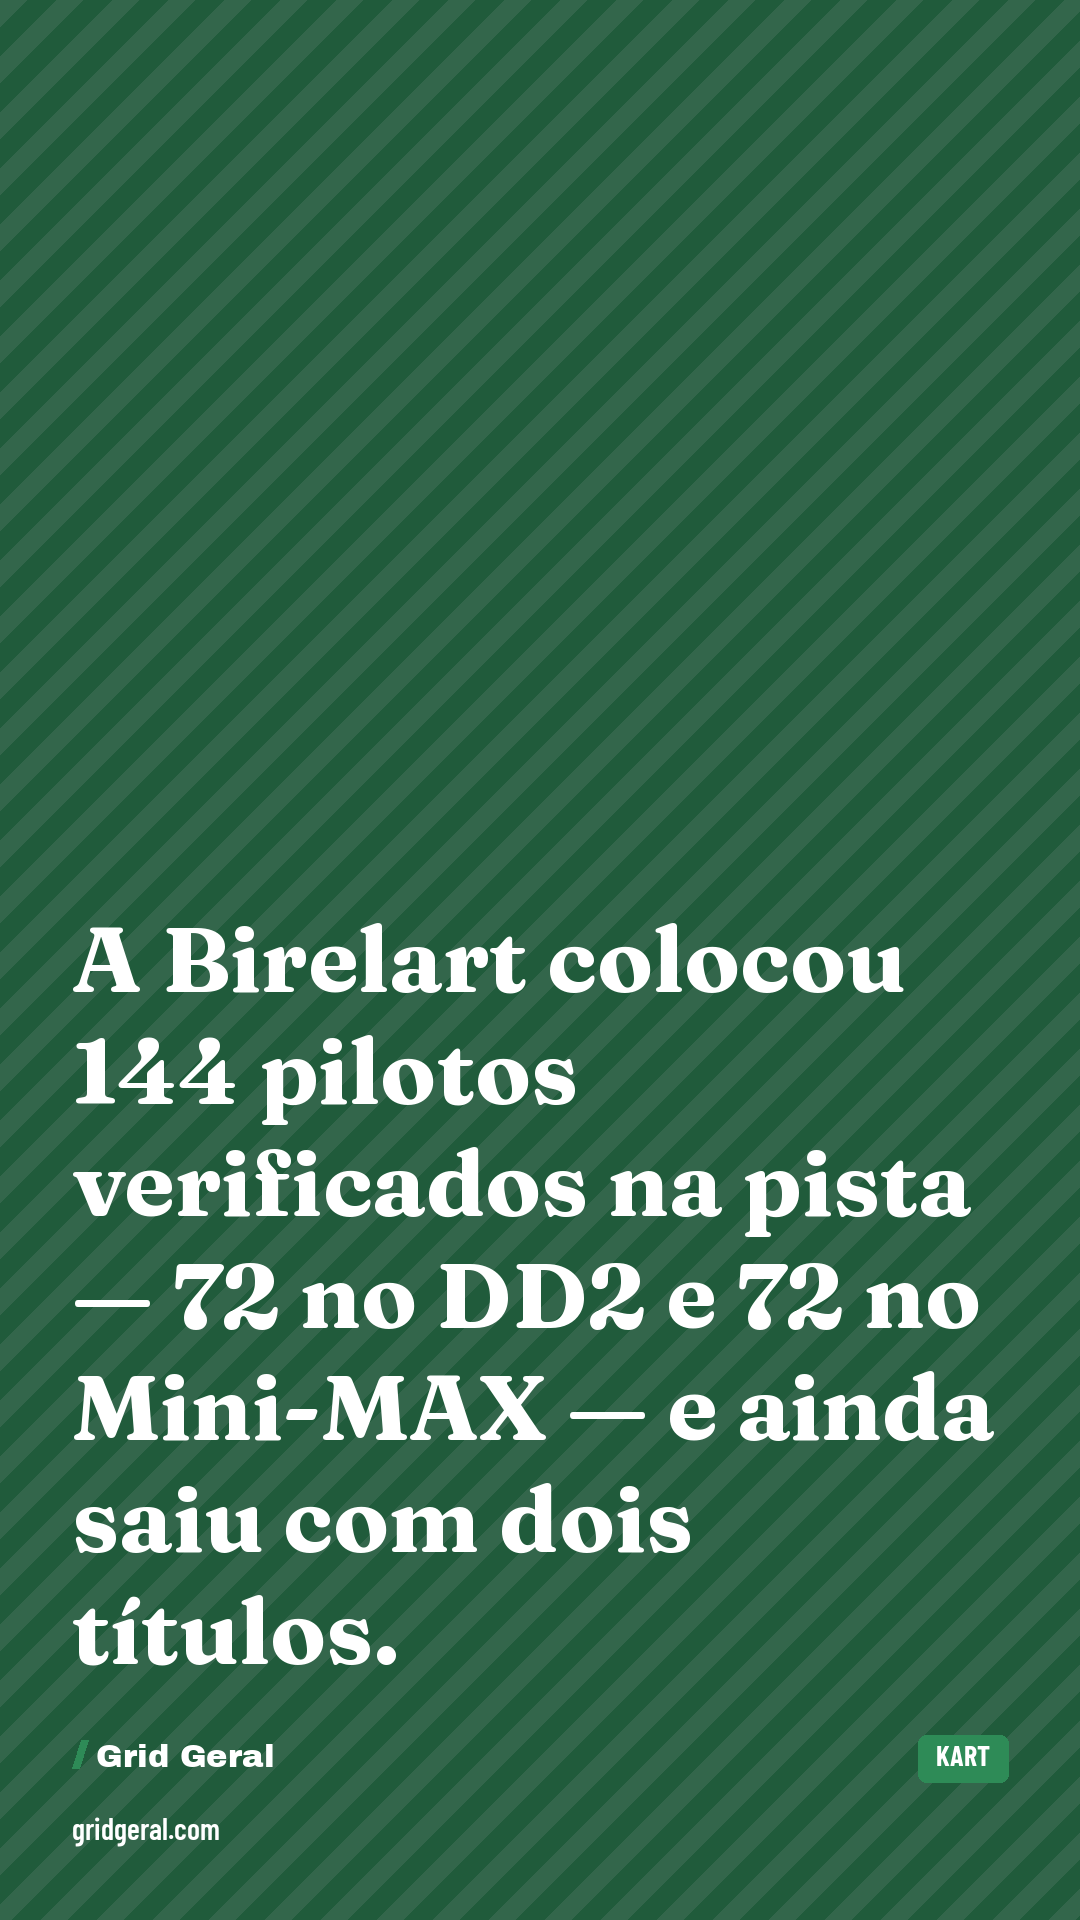 A Birelart colocou
144 pilotos
verificados na pista
— 72 no DD2 e 72 no
Mini-MAX — e ainda
saiu com dois
títulos.
/ Grid Geral
KART
gridgeral.com